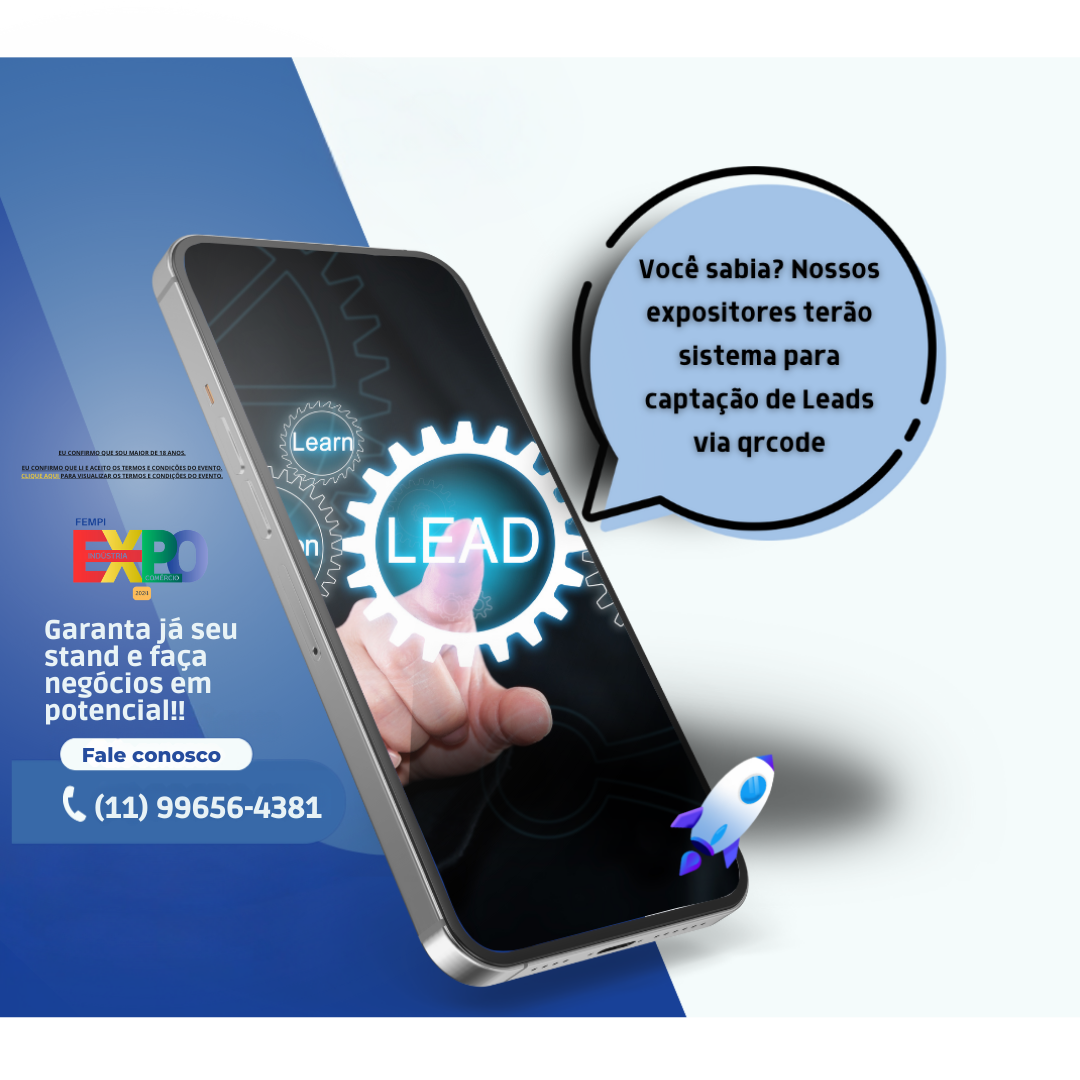 Você sabia? Nossos
expositores terão
sistema para
captação de Leads
via qrcode
Learn
LEAD
on
EU CONFIRMO QUE SOU MAIOR DE 18 ANOS.
EU CONFIRMO QUE LI E ACEITO OS TERMOS E CONDIÇÕES DO EVENTO.
CLIQUE AQUI PARA VISUALIZAR OS TERMOS E CONDIÇÕES DO EVENTO.
FEMPI
EXPO
INDÚSTRIA
COMÉRCIO
2024
Garanta já seu
stand e faça
negócios em
potencial!!
Fale conosco
(11) 99656-4381